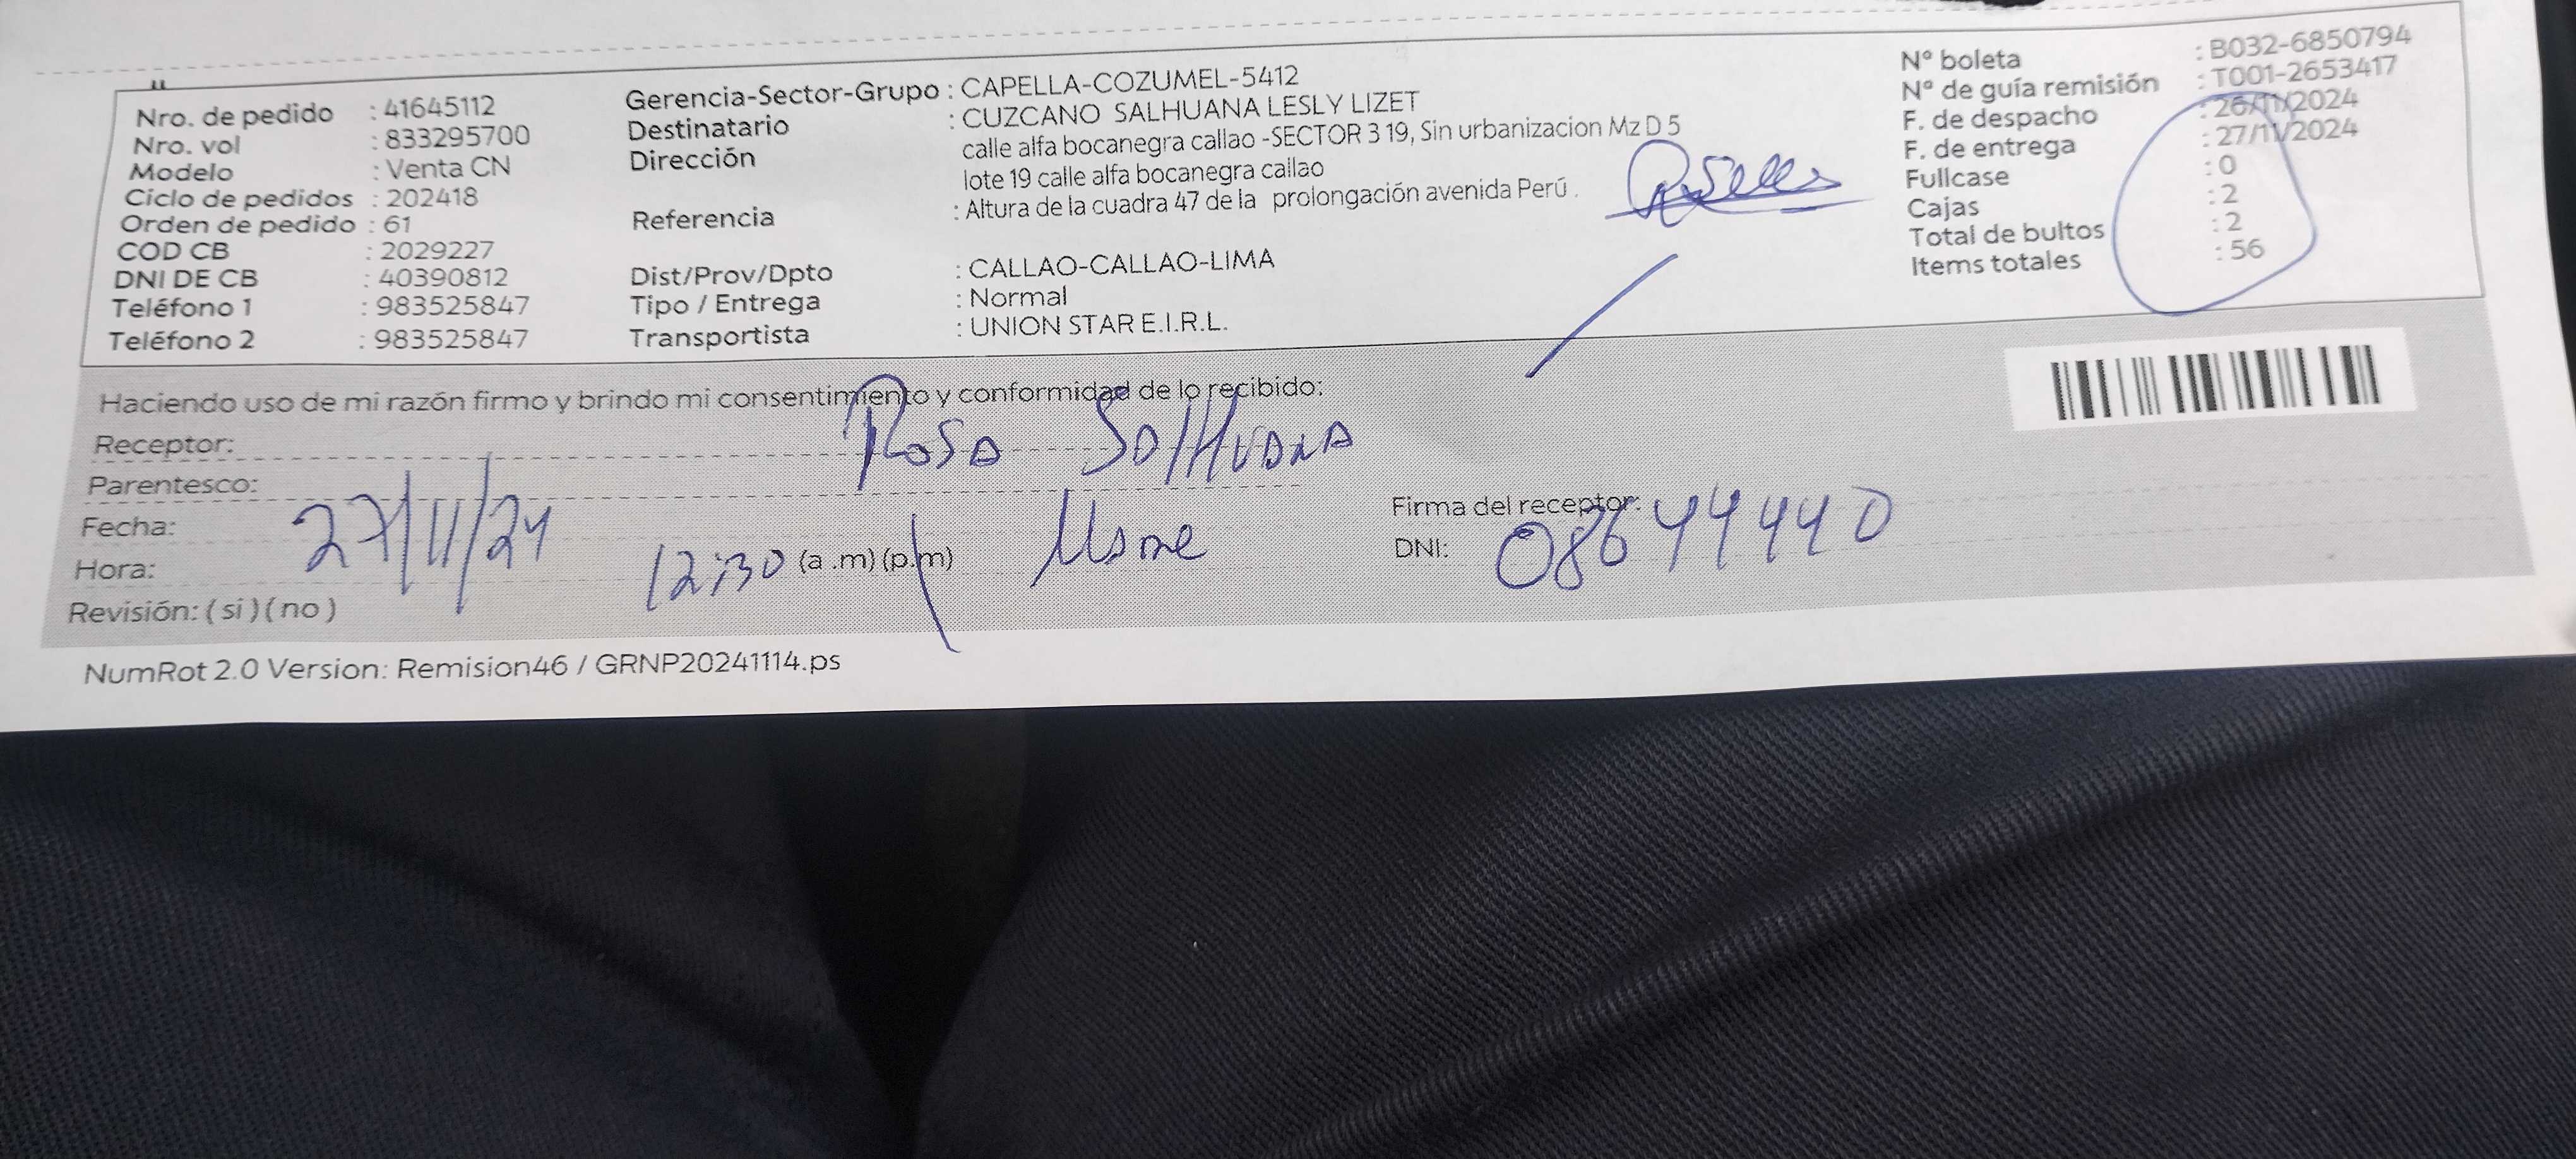 Nro. de pedido : 41645112
Nro. vol : 833295700
Modelo : Venta CN
Ciclo de pedidos : 202418
Orden de pedido : 61
COD CB : 2029227
DNI DE CB : 40390812
Teléfono 1 : 983525847
Teléfono 2 : 983525847
Gerencia-Sector-Grupo : CAPELLA-COZUMEL-5412
Destinatario : CUZCANO SALHUANA LESLY LIZET
Dirección calle alfa bocanegra callao -SECTOR 3 19, Sin urbanizacion Mz D 5
lote 19 calle alfa bocanegra callao
Referencia : Altura de la cuadra 47 de la prolongación avenida Perú .
Dist/Prov/Dpto : CALLAO-CALLAO-LIMA
Tipo / Entrega : Normal
Transportista : UNION STAR E.I.R.L.
Nº boleta : B032-6850794
Nº de guía remisión : T001-2653417
F. de despacho : 26/11/2024
F. de entrega : 27/11/2024
Fullcase : 0
Cajas : 2
Total de bultos : 2
Items totales : 56
Haciendo uso de mi razón firmo y brindo mi consentimiento y conformidad de lo recibido:
Receptor: Rosa Salhuana
Parentesco:
Fecha: 27/11/24
Hora: 12:30 (a .m) (p.m)
Revisión: ( si ) ( no )
Firma del receptor:
DNI: 08644440
NumRot 2.0 Version: Remision46 / GRNP20241114.ps